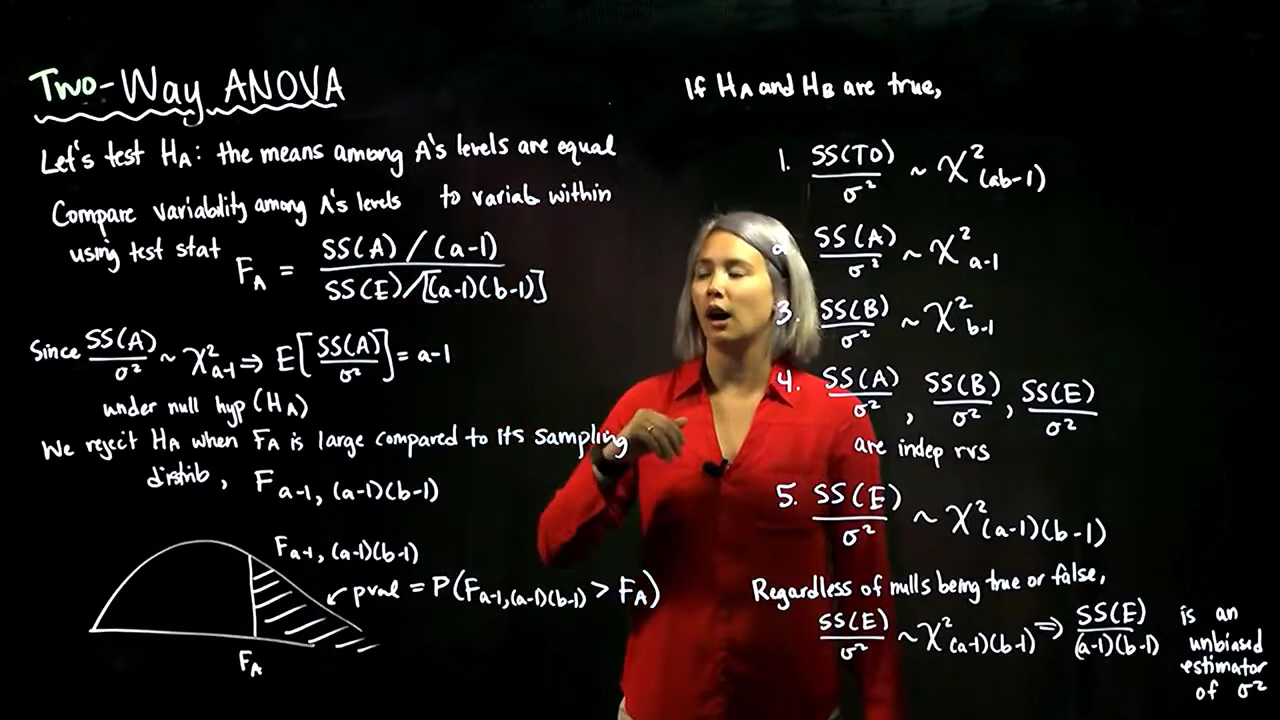 Two-Way ANOVA
Let's test H_A: the means among A's levels are equal
Compare variability among A's levels to variab within
using test stat F_A = SS(A)/(a-1) / SS(E)/[(a-1)(b-1)]
Since SS(A)/σ² ~ χ²_{a-1} ⇒ E[SS(A)/σ²] = a-1
under null hyp (H_A)
We reject H_A when F_A is large compared to its sampling
distrib, F_{a-1, (a-1)(b-1)}
F_{a-1, (a-1)(b-1)}
pval = P(F_{a-1,(a-1)(b-1)} > F_A)
F_A
If H_A and H_B are true,
1. SS(TO)/σ² ~ χ²_{(ab-1)}
SS(A)/σ² ~ χ²_{a-1}
3. SS(B)/σ² ~ χ²_{b-1}
4. SS(A)/σ², SS(B)/σ², SS(E)/σ²
are indep rvs
5. SS(E)/σ² ~ χ²_{(a-1)(b-1)}
Regardless of nulls being true or false,
SS(E)/σ² ~ χ²_{(a-1)(b-1)} ⇒ SS(E)/(a-1)(b-1) is an
unbiased
estimator
of σ²